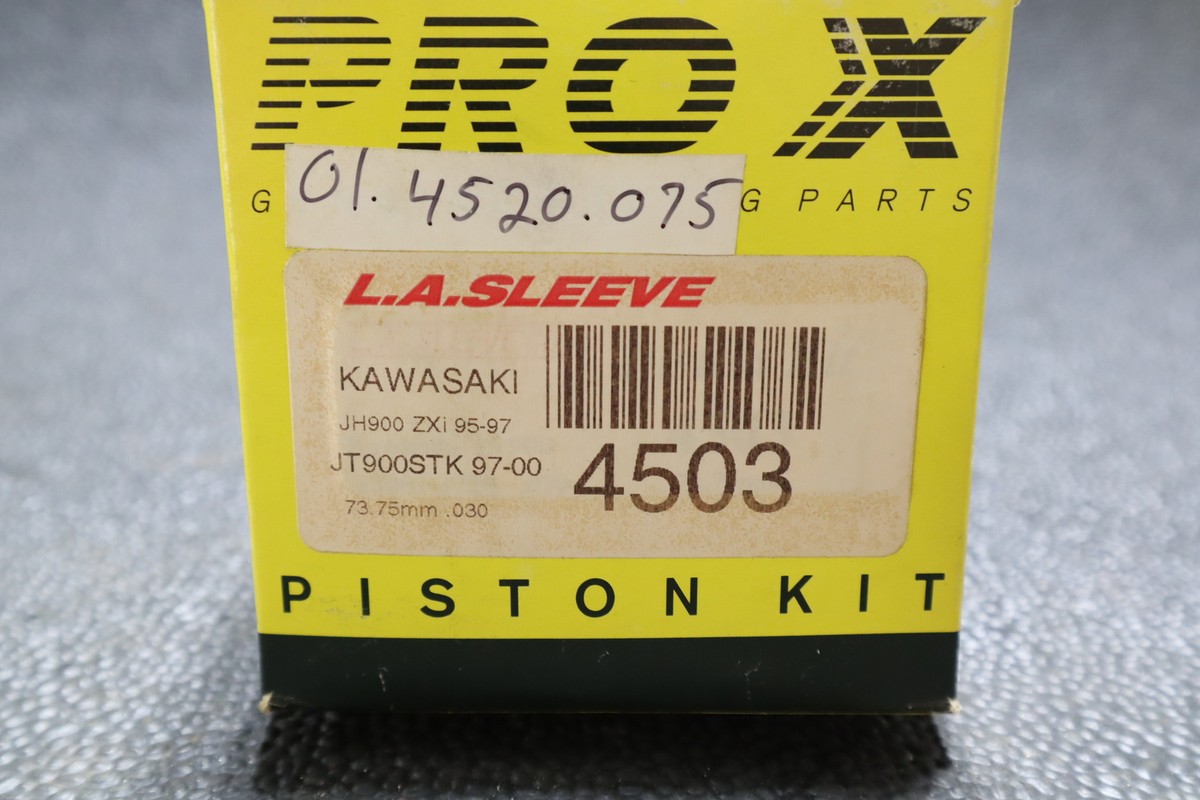 PRO X
01.4520.075
G G PARTS
L.A.SLEEVE
KAWASAKI
JH900 ZXi 95-97
JT900STK 97-00
73.75mm .030
4503
PISTON KIT